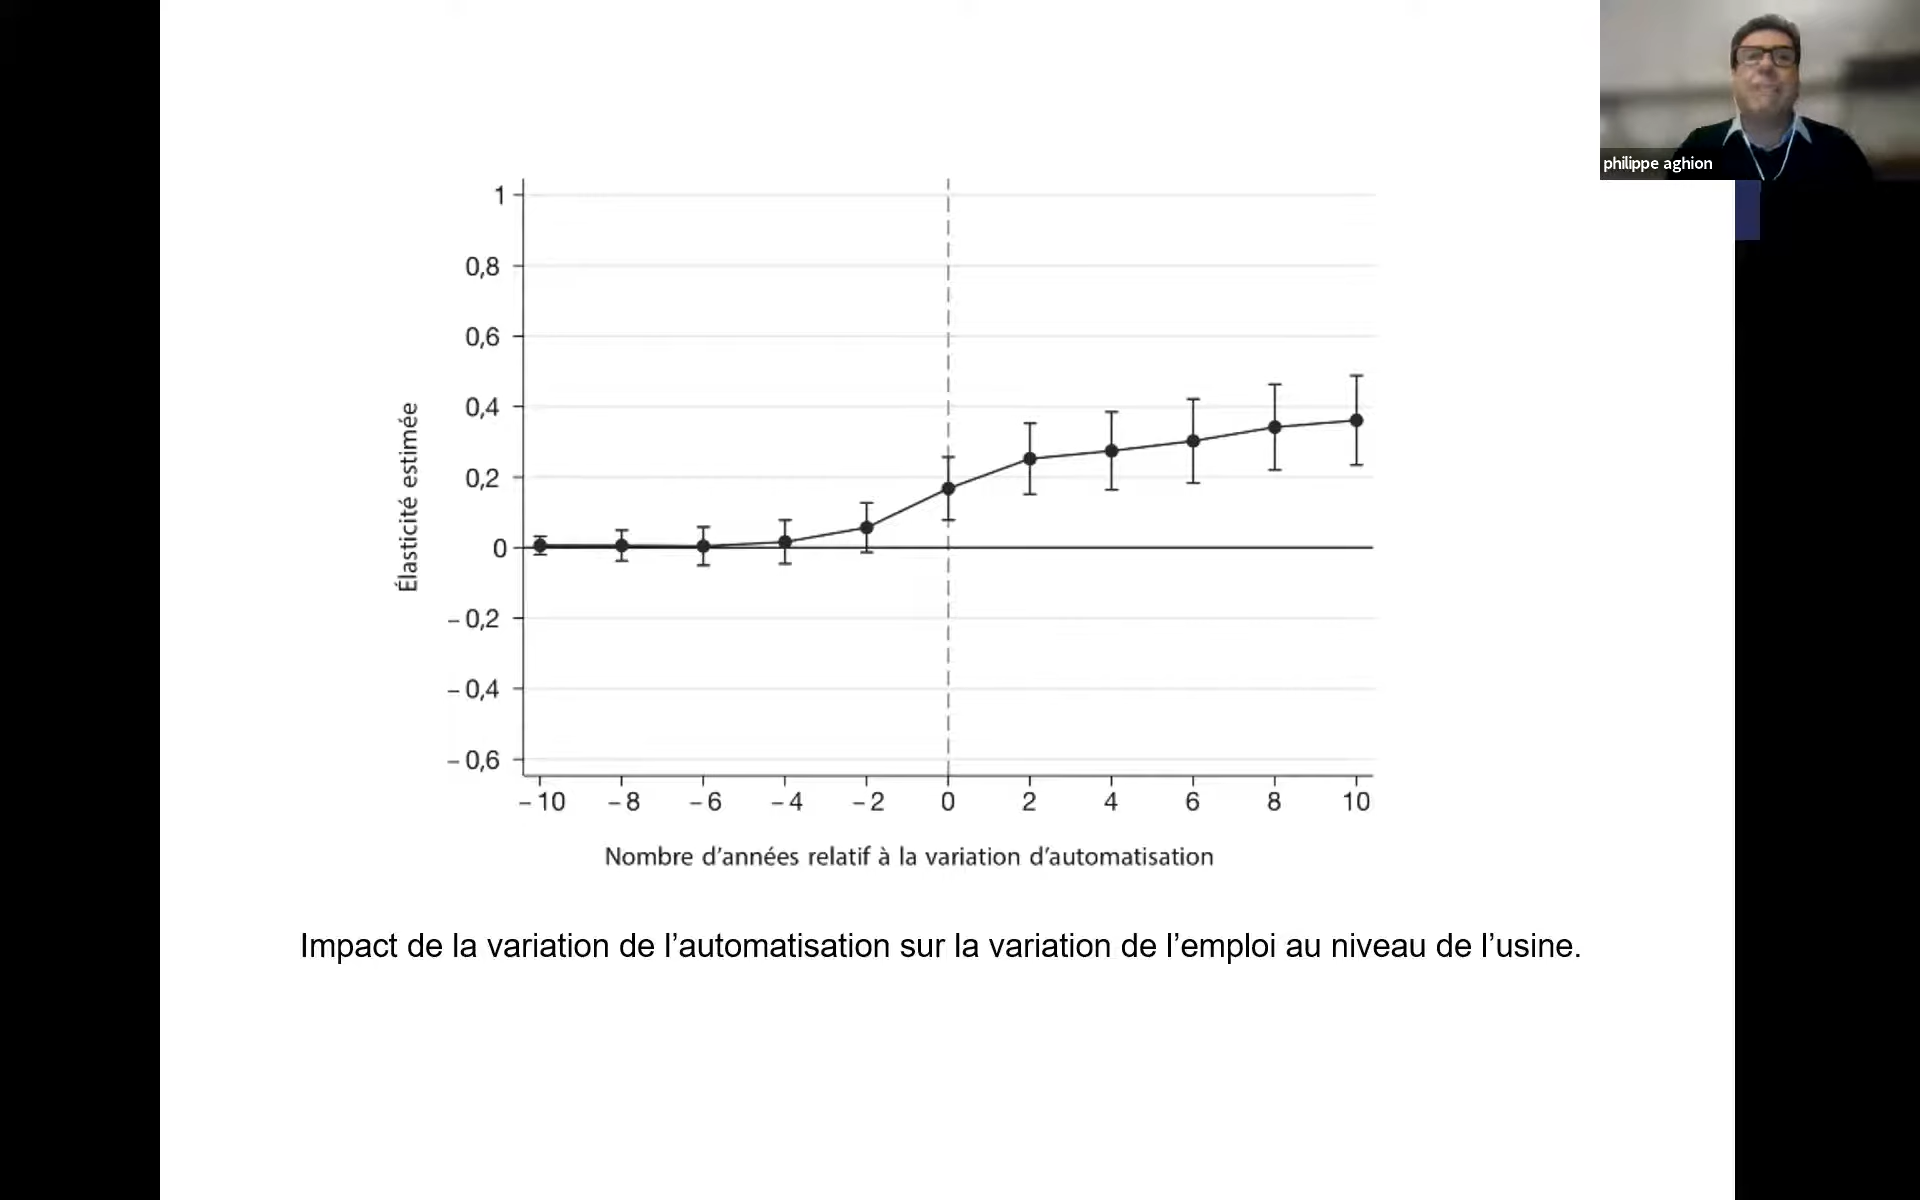 philippe aghion
1
0,8
0,6
0,4
0,2
0
– 0,2
– 0,4
– 0,6
Élasticité estimée
– 10 – 8 – 6 – 4 – 2 0 2 4 6 8 10
Nombre d’années relatif à la variation d’automatisation
Impact de la variation de l’automatisation sur la variation de l’emploi au niveau de l’usine.